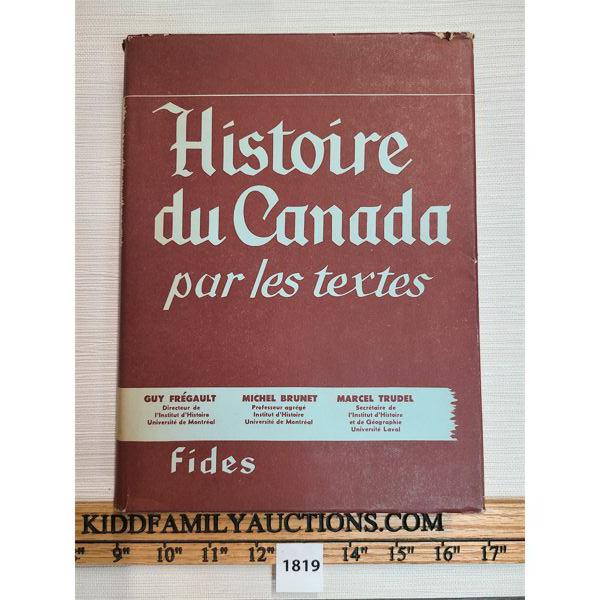 Histoire
du Canada
par les textes
GUY FRÉGAULT
Directeur de
l'Institut d'Histoire
Université de Montréal
MICHEL BRUNET
Professeur agrégé
Institut d'Histoire
Université de Montréal
MARCEL TRUDEL
Secrétaire de
l'Institut d'Histoire
et de Géographie
Université Laval
fides
KIDDFAMILYAUCTIONS.COM
9" 10" 11" 12" 14" 15" 16" 17"
1819